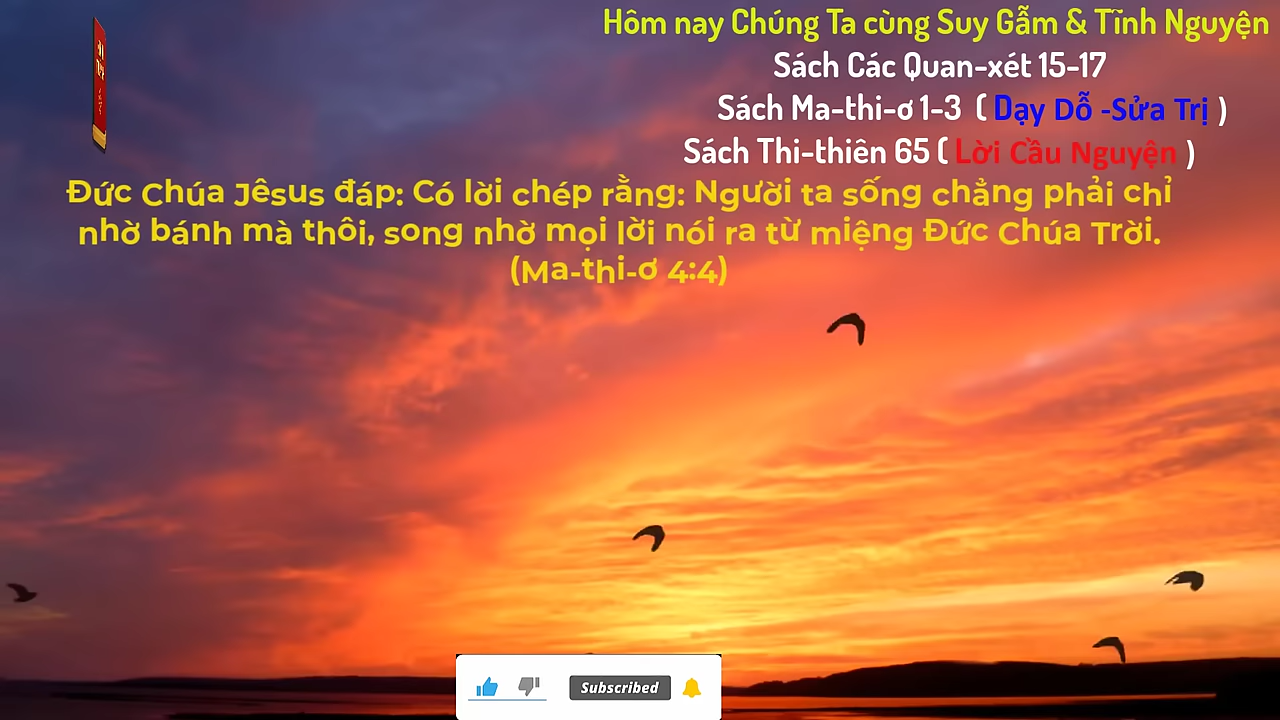 Hôm nay Chúng Ta cùng Suy Gẫm & Tĩnh Nguyện
Sách Các Quan-xét 15-17
Sách Ma-thi-ơ 1-3 ( Dạy Dỗ -Sửa Trị )
Sách Thi-thiên 65 ( Lời Cầu Nguyện )
Đức Chúa Jêsus đáp: Có lời chép rằng: Người ta sống chẳng phải chỉ
nhờ bánh mà thôi, song nhờ mọi lời nói ra từ miệng Đức Chúa Trời.
(Ma-thi-ơ 4:4)
Subscribed